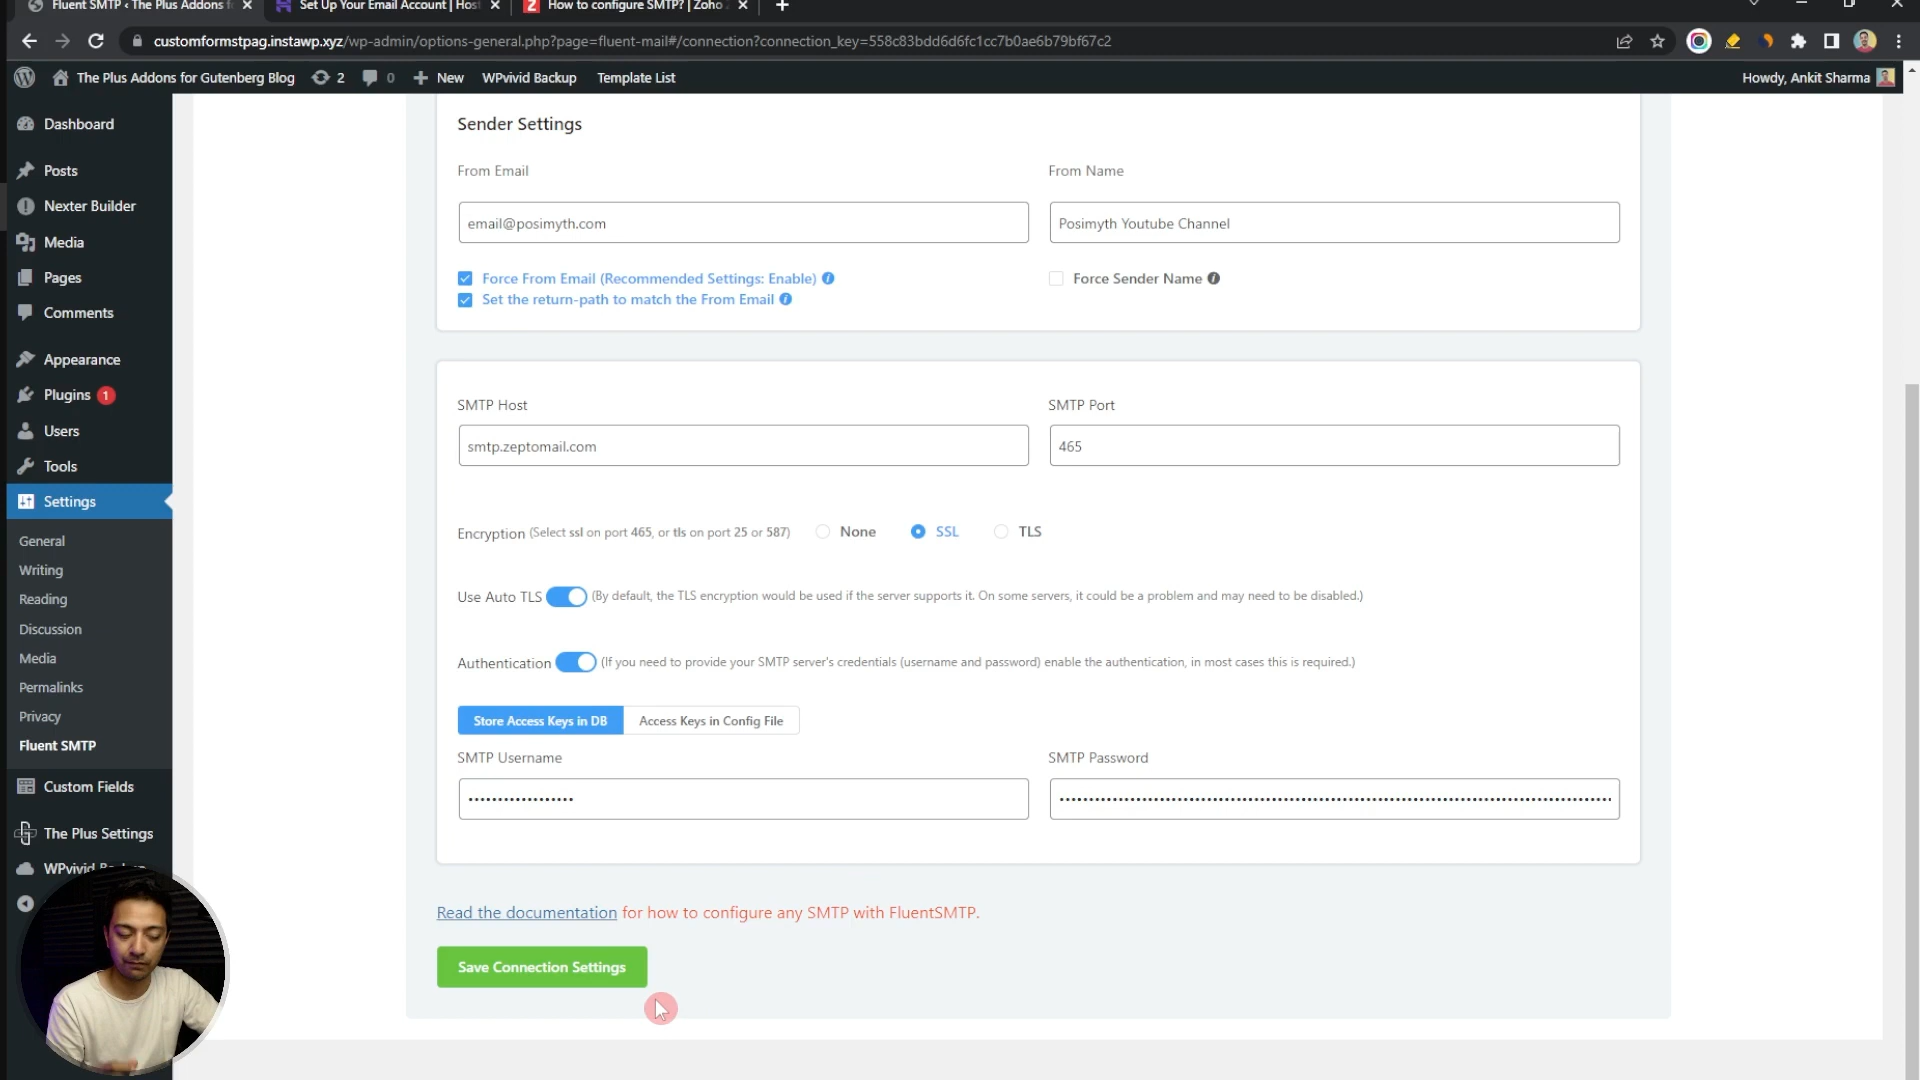 Fluent SMTP ‹ The Plus Addons f
Set Up Your Email Account | Host
How to configure SMTP? | Zoho
customformstpag.instawp.xyz/wp-admin/options-general.php?page=fluent-mail#/connection?connection_key=558c83bdd6d6fc1cc7b0ae6b79bf67c2
The Plus Addons for Gutenberg Blog
2
0
New
WPvivid Backup
Template List
Howdy, Ankit Sharma
Dashboard
Posts
Nexter Builder
Media
Pages
Comments
Appearance
Plugins 1
Users
Tools
Settings
General
Writing
Reading
Discussion
Media
Permalinks
Privacy
Fluent SMTP
Custom Fields
The Plus Settings
WPvivid
Sender Settings
From Email
From Name
email@posimyth.com
Posimyth Youtube Channel
Force From Email (Recommended Settings: Enable)
Force Sender Name
Set the return-path to match the From Email
SMTP Host
SMTP Port
smtp.zeptomail.com
465
Encryption (Select ssl on port 465, or tls on port 25 or 587)
None
SSL
TLS
Use Auto TLS (By default, the TLS encryption would be used if the server supports it. On some servers, it could be a problem and may need to be disabled.)
Authentication (If you need to provide your SMTP server's credentials (username and password) enable the authentication, in most cases this is required.)
Store Access Keys in DB
Access Keys in Config File
SMTP Username
SMTP Password
Read the documentation for how to configure any SMTP with FluentSMTP.
Save Connection Settings